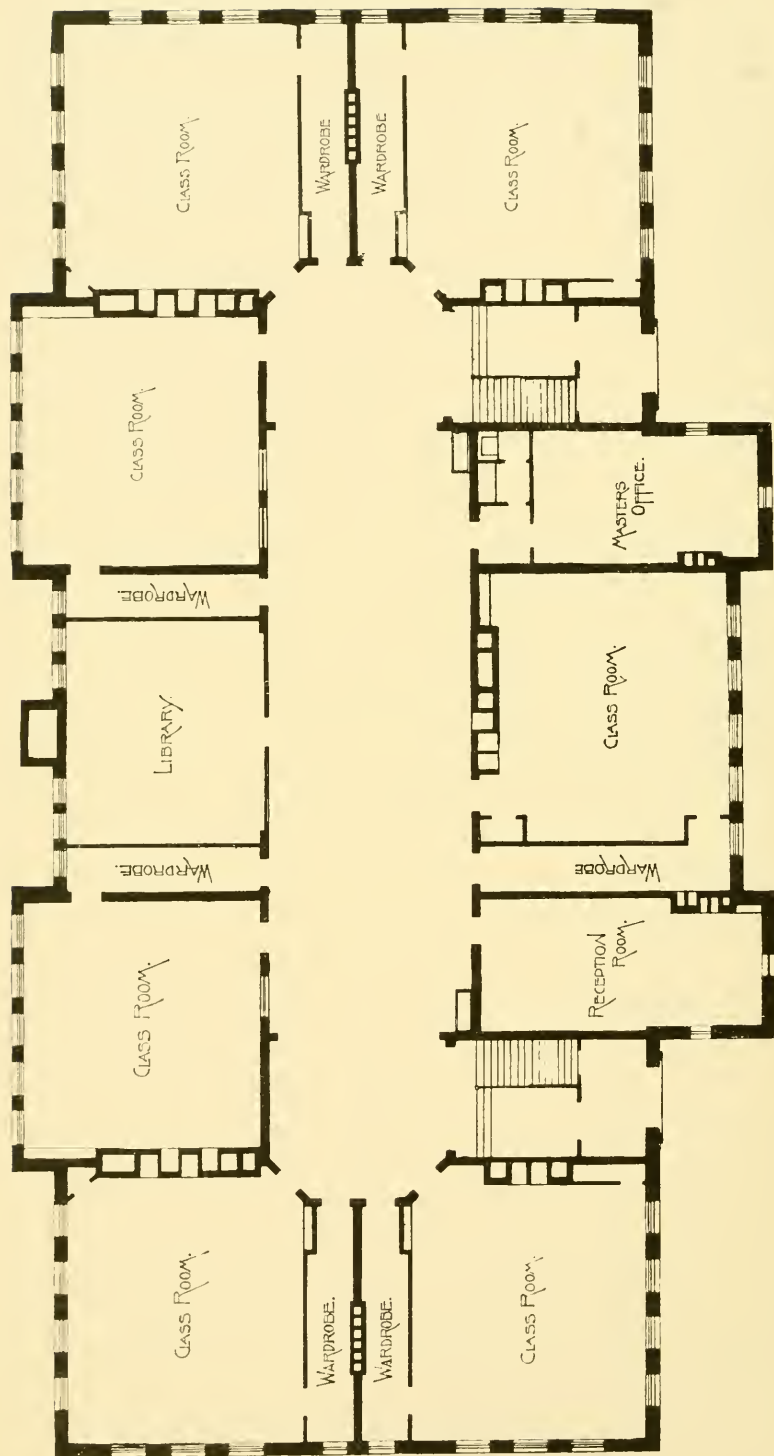 CLASS ROOM.
WARDROBE
WARDROBE
CLASS ROOM.
CLASS ROOM.
MASTERS
OFFICE.
WARDROBE.
LIBRARY.
CLASS ROOM.
WARDROBE.
WARDROBE
CLASS ROOM.
RECEPTION
ROOM.
CLASS ROOM.
WARDROBE.
WARDROBE.
CLASS ROOM.